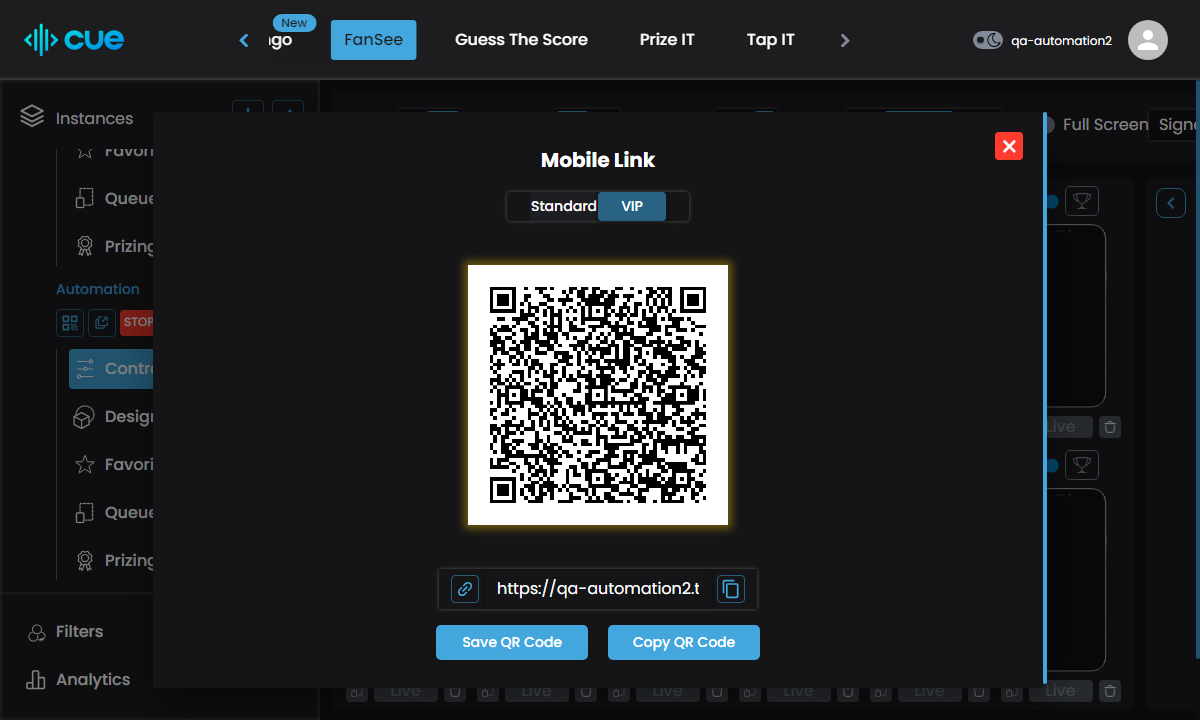 cue
New
ngo
FanSee
Guess The Score
Prize IT
Tap IT
qa-automation2
Instances
Full Screen
Signa
Favori
Queue
Prizing
Automation
STOP
Contro
Design
Favori
Queue
Prizing
Filters
Analytics
Mobile Link
Standard
VIP
https://qa-automation2.t
Save QR Code
Copy QR Code
Live
Live
Live
Live
Live
Live
Live
Live